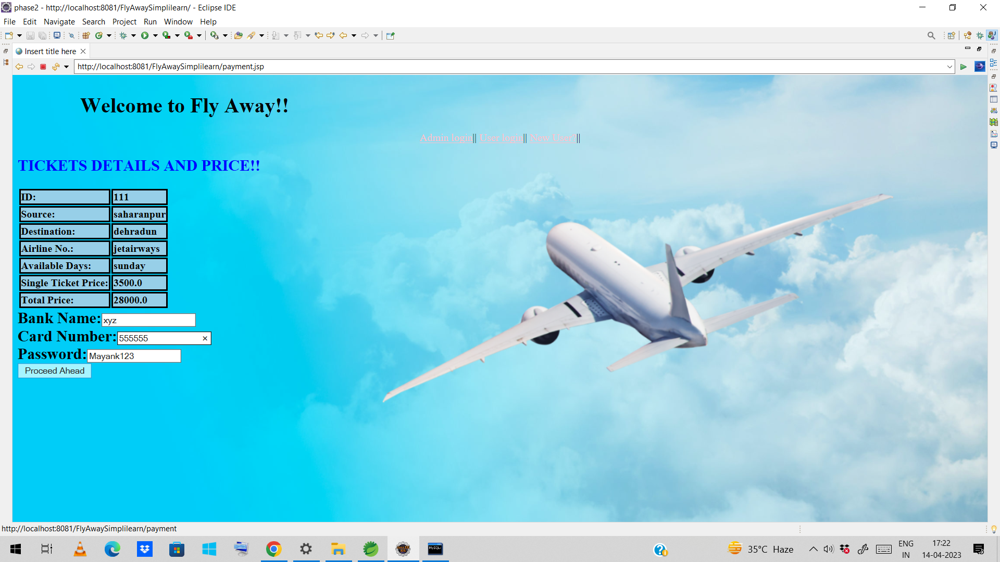 phase2 - http://localhost:8081/FlyAwaySimplilearn/ - Eclipse IDE
File Edit Navigate Search Project Run Window Help
Insert title here
http://localhost:8081/FlyAwaySimplilearn/payment.jsp
Welcome to Fly Away!!
Admin login|| User login|| New User?||
TICKETS DETAILS AND PRICE!!
ID: 111
Source: saharanpur
Destination: dehradun
Airline No.: jetairways
Available Days: sunday
Single Ticket Price: 3500.0
Total Price: 28000.0
Bank Name: xyz
Card Number: 555555
Password: Mayank123
Proceed Ahead
http://localhost:8081/FlyAwaySimplilearn/payment
35°C Haze
ENG
IN
17:22
14-04-2023